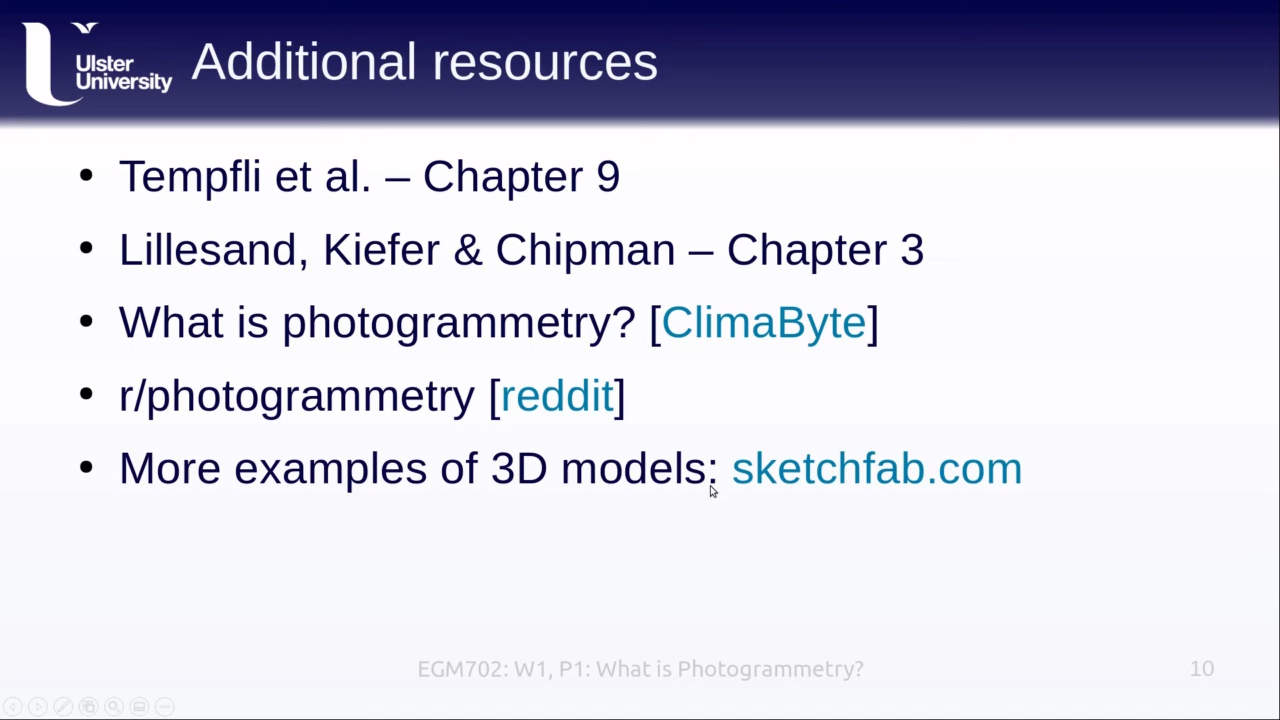 Ulster
University
Additional resources
• Tempfli et al. – Chapter 9
• Lillesand, Kiefer & Chipman – Chapter 3
• What is photogrammetry? [ClimaByte]
• r/photogrammetry [reddit]
• More examples of 3D models: sketchfab.com
EGM702: W1, P1: What is Photogrammetry?
10